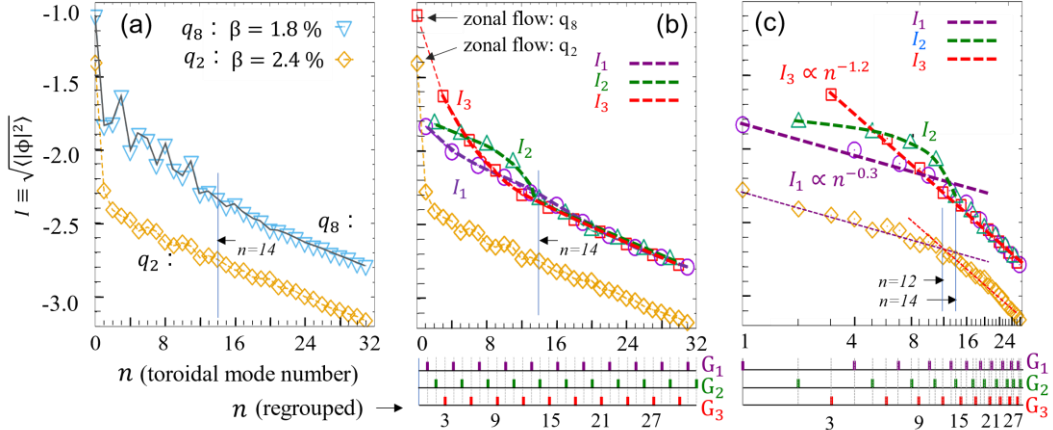 (a)
q₈ : β = 1.8 %
q₂ : β = 2.4 %
I ≡ √⟨|ϕ|²⟩
-1.0
-1.5
-2.0
-2.5
-3.0
q₈ :
q₂ :
n=14
0 8 16 24 32
n (toroidal mode number)
n (regrouped)
(b)
zonal flow: q₈
zonal flow: q₂
I₁
I₂
I₃
I₃
I₂
I₁
n=14
0 8 16 24 32
G₁
G₂
G₃
3 9 15 21 27
(c)
I₁
I₂
I₃
I₃ ∝ n⁻¹·²
I₂
I₁ ∝ n⁻⁰·³
n=12
n=14
1 4 8 16 24
G₁
G₂
G₃
3 9 15 21 27